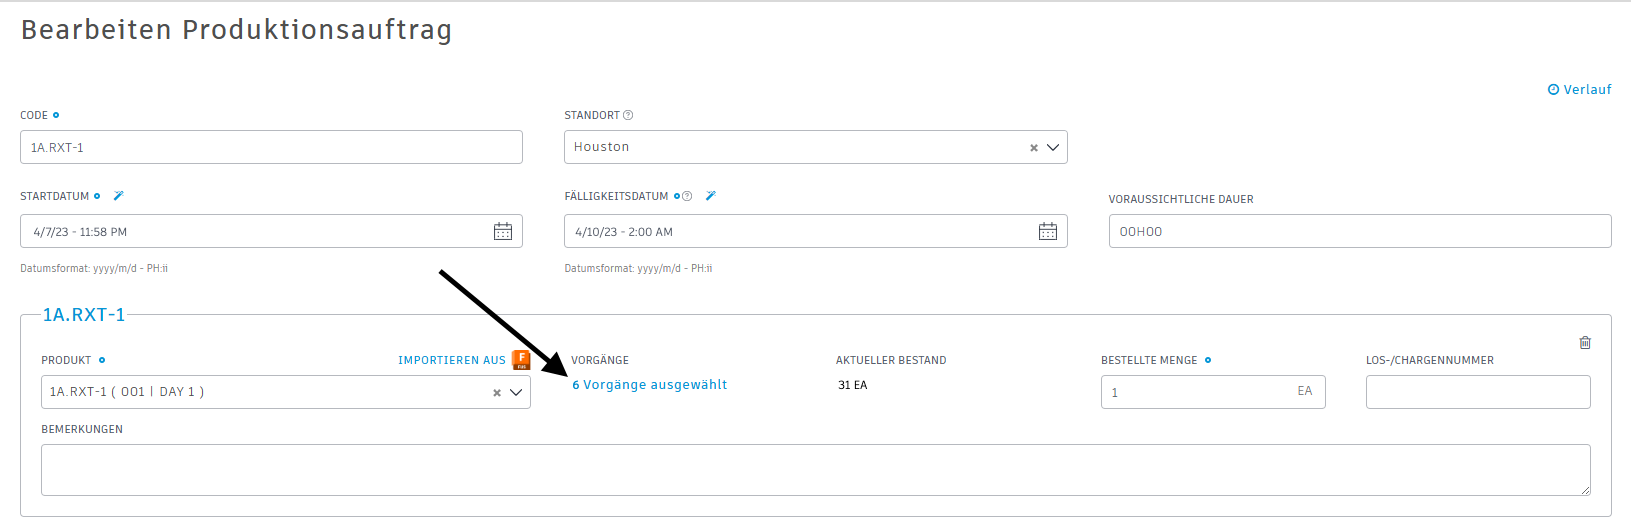 Bearbeiten Produktionsauftrag
Verlauf
CODE
STANDORT
1A.RXT-1
Houston
STARTDATUM
FÄLLIGKEITSDATUM
VORAUSSICHTLICHE DAUER
4/7/23 - 11:58 PM
4/10/23 - 2:00 AM
00H00
Datumsformat: yyyy/m/d - PH:ii
Datumsformat: yyyy/m/d - PH:ii
1A.RXT-1
PRODUKT
IMPORTIEREN AUS
F
VORGÄNGE
AKTUELLER BESTAND
BESTELLTE MENGE
LOS-/CHARGENNUMMER
1A.RXT-1 ( 001 | DAY 1 )
6 Vorgänge ausgewählt
31 EA
1
EA
BEMERKUNGEN